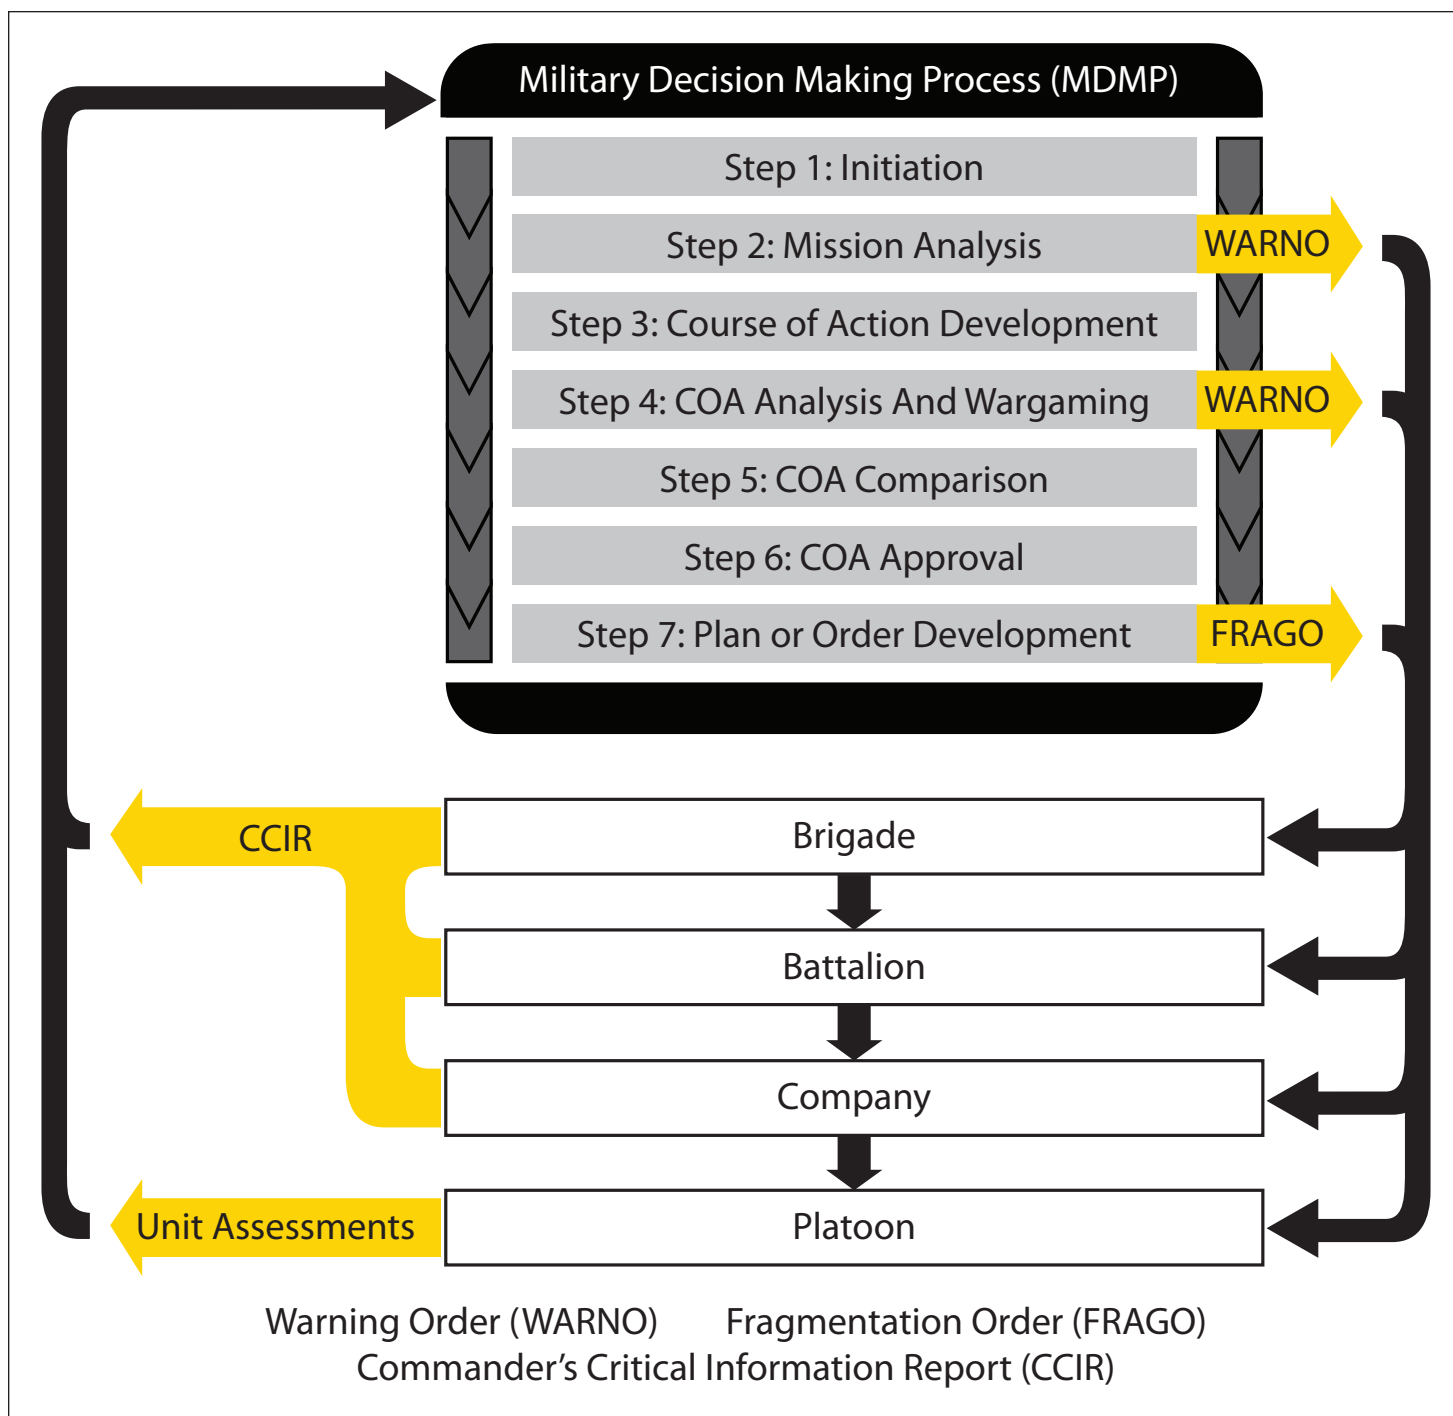 Military Decision Making Process (MDMP)
Step 1: Initiation
Step 2: Mission Analysis
WARNO
Step 3: Course of Action Development
Step 4: COA Analysis And Wargaming
WARNO
Step 5: COA Comparison
Step 6: COA Approval
Step 7: Plan or Order Development
FRAGO
CCIR
Brigade
Battalion
Company
Unit Assessments
Platoon
Warning Order (WARNO) Fragmentation Order (FRAGO)
Commander’s Critical Information Report (CCIR)